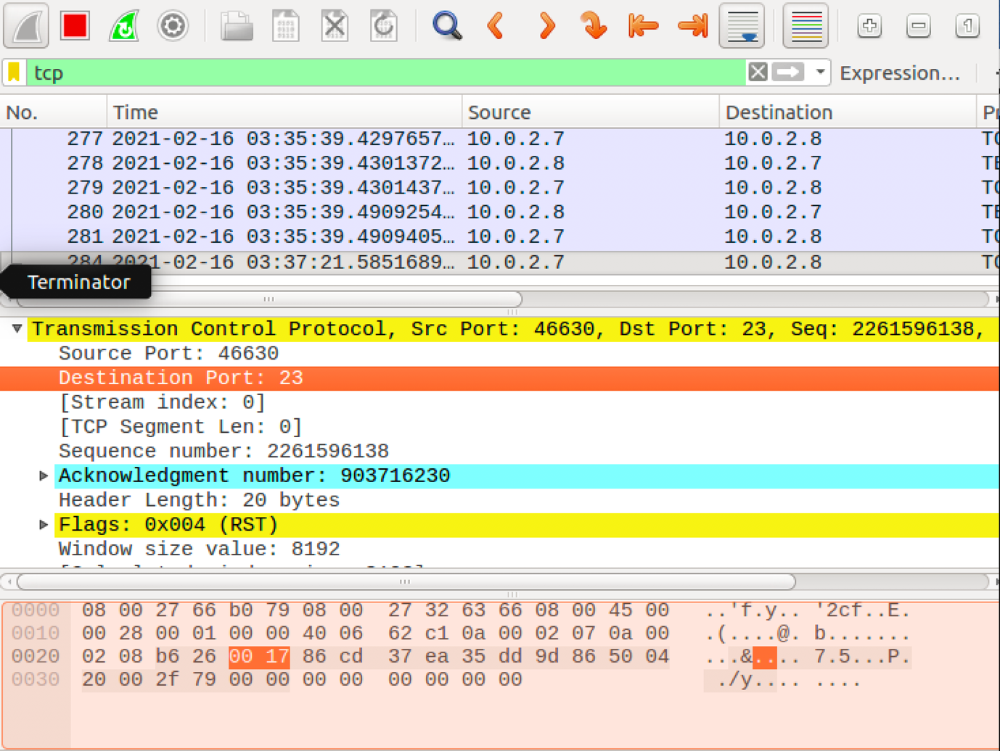 tcp
Expression…
No. Time Source Destination
277 2021-02-16 03:35:39.4297657… 10.0.2.7 10.0.2.8
278 2021-02-16 03:35:39.4301372… 10.0.2.8 10.0.2.7
279 2021-02-16 03:35:39.4301437… 10.0.2.7 10.0.2.8
280 2021-02-16 03:35:39.4909254… 10.0.2.8 10.0.2.7
281 2021-02-16 03:35:39.4909405… 10.0.2.7 10.0.2.8
284 2021-02-16 03:37:21.5851689… 10.0.2.7 10.0.2.8
Terminator
Transmission Control Protocol, Src Port: 46630, Dst Port: 23, Seq: 2261596138,
Source Port: 46630
Destination Port: 23
[Stream index: 0]
[TCP Segment Len: 0]
Sequence number: 2261596138
Acknowledgment number: 903716230
Header Length: 20 bytes
Flags: 0x004 (RST)
Window size value: 8192
0000 08 00 27 66 b0 79 08 00 27 32 63 66 08 00 45 00 ..'f.y.. '2cf..E.
0010 00 28 00 01 00 00 40 06 62 c1 0a 00 02 07 0a 00 .(....@. b.......
0020 02 08 b6 26 00 17 86 cd 37 ea 35 dd 9d 86 50 04 ...&.... 7.5...P.
0030 20 00 2f 79 00 00 00 00 00 00 00 00 ./y.... ....